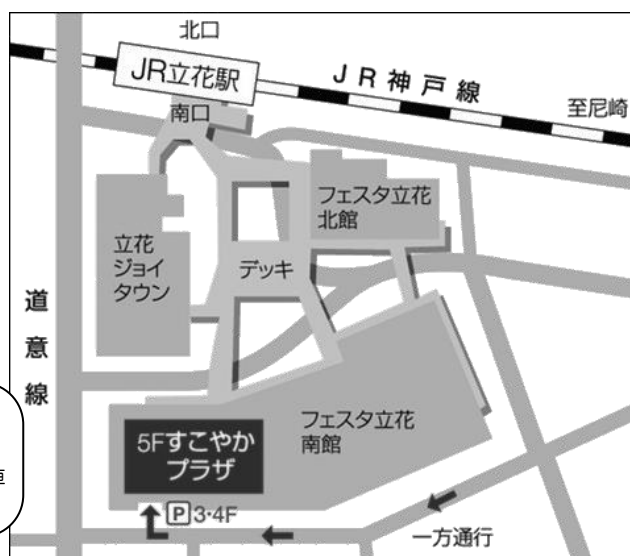 北口
JR立花駅
JR神戸線
至尼崎
南口
フェスタ立花
北館
立花
ジョイ
タウン
デッキ
道意線
フェスタ立花
南館
5Fすこやか
プラザ
P3･4F
一方通行